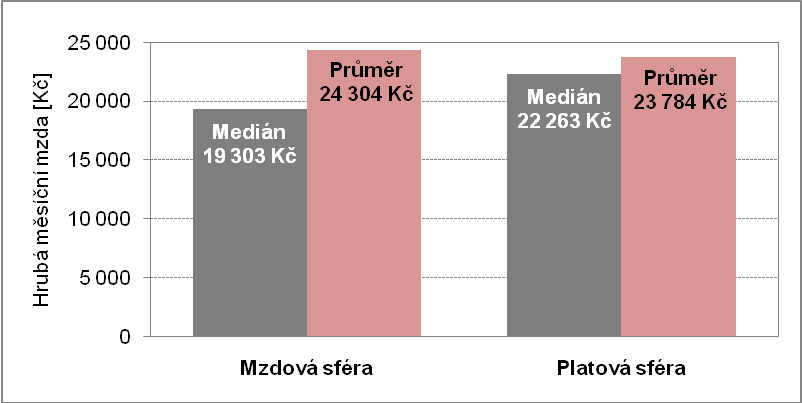 Hrubá měsíční mzda [Kč]
25 000
20 000
15 000
10 000
5 000
0
Medián
19 303 Kč
Průměr
24 304 Kč
Medián
22 263 Kč
Průměr
23 784 Kč
Mzdová sféra
Platová sféra